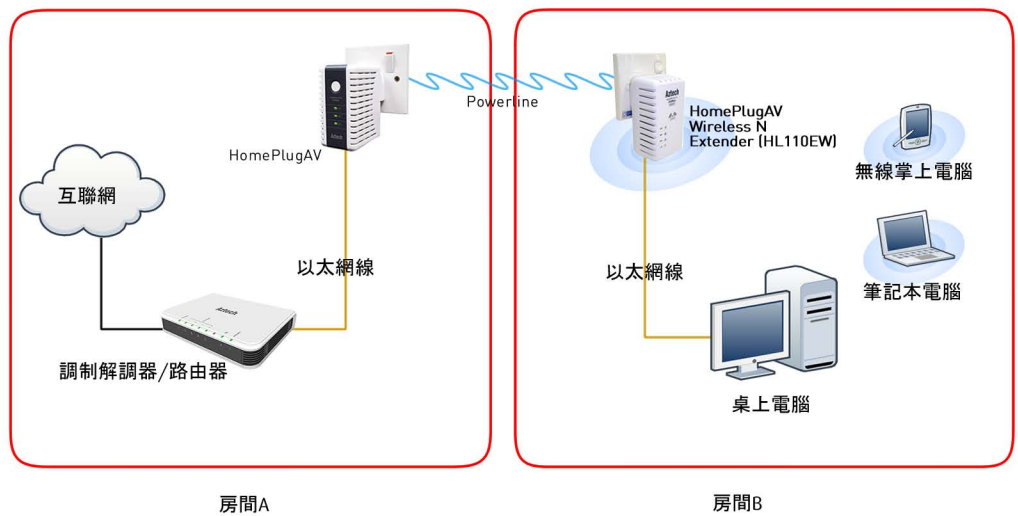 HomePlugAV
Powerline
Aztech
HomePlugAV
Wireless N
Extender (HL110EW)
無線掌上電腦
互聯網
以太網線
以太網線
筆記本電腦
Aztech
調制解調器/路由器
桌上電腦
房間A
房間B